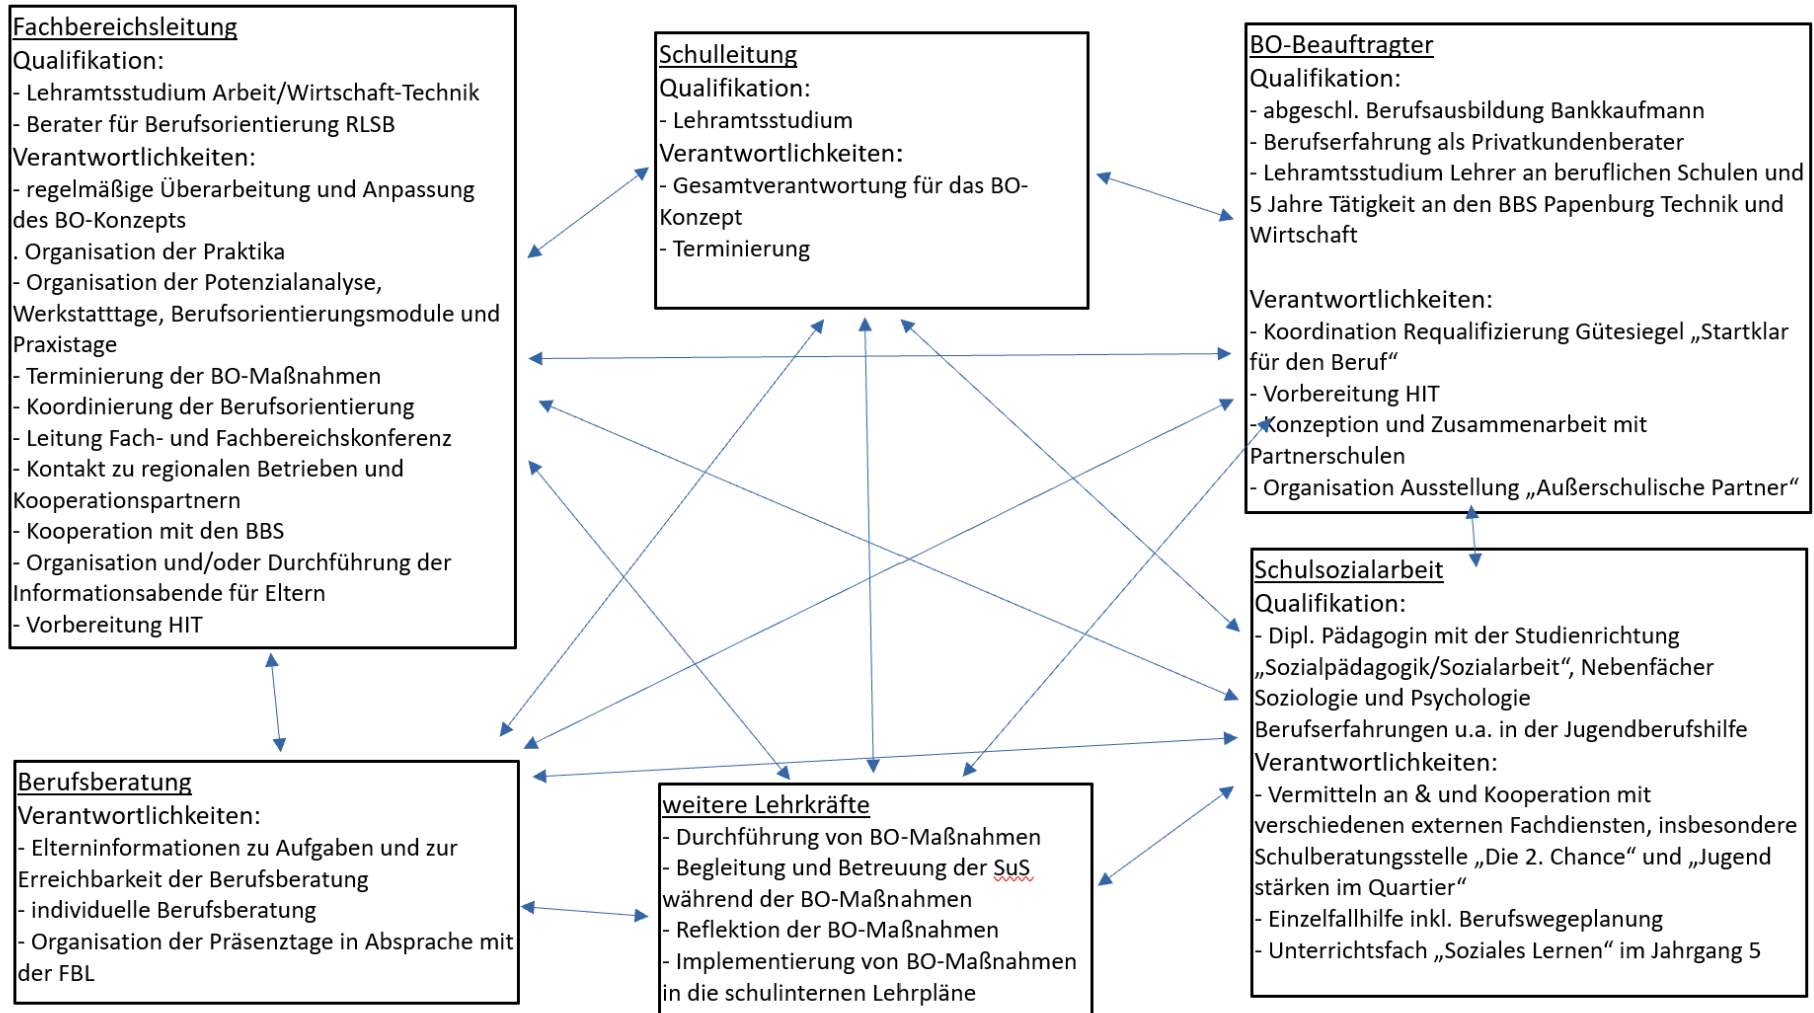 Fachbereichsleitung
Qualifikation:
- Lehramtsstudium Arbeit/Wirtschaft-Technik
- Berater für Berufsorientierung RLSB
Verantwortlichkeiten:
- regelmäßige Überarbeitung und Anpassung
des BO-Konzepts
. Organisation der Praktika
- Organisation der Potenzialanalyse,
Werkstatttage, Berufsorientierungsmodule und
Praxistage
- Terminierung der BO-Maßnahmen
- Koordinierung der Berufsorientierung
- Leitung Fach- und Fachbereichskonferenz
- Kontakt zu regionalen Betrieben und
Kooperationspartnern
- Kooperation mit den BBS
- Organisation und/oder Durchführung der
Informationsabende für Eltern
- Vorbereitung HIT
Schulleitung
Qualifikation:
- Lehramtsstudium
Verantwortlichkeiten:
- Gesamtverantwortung für das BO-
Konzept
- Terminierung
BO-Beauftragter
Qualifikation:
- abgeschl. Berufsausbildung Bankkaufmann
- Berufserfahrung als Privatkundenberater
- Lehramtsstudium Lehrer an beruflichen Schulen und
5 Jahre Tätigkeit an den BBS Papenburg Technik und
Wirtschaft
Verantwortlichkeiten:
- Koordination Requalifizierung Gütesiegel „Startklar
für den Beruf“
- Vorbereitung HIT
- Konzeption und Zusammenarbeit mit
Partnerschulen
- Organisation Ausstellung „Außerschulische Partner“
Berufsberatung
Verantwortlichkeiten:
- Elterninformationen zu Aufgaben und zur
Erreichbarkeit der Berufsberatung
- individuelle Berufsberatung
- Organisation der Präsenztage in Absprache mit
der FBL
weitere Lehrkräfte
- Durchführung von BO-Maßnahmen
- Begleitung und Betreuung der SuS
während der BO-Maßnahmen
- Reflektion der BO-Maßnahmen
- Implementierung von BO-Maßnahmen
in die schulinternen Lehrpläne
Schulsozialarbeit
Qualifikation:
- Dipl. Pädagogin mit der Studienrichtung
„Sozialpädagogik/Sozialarbeit“, Nebenfächer
Soziologie und Psychologie
Berufserfahrungen u.a. in der Jugendberufshilfe
Verantwortlichkeiten:
- Vermitteln an & und Kooperation mit
verschiedenen externen Fachdiensten, insbesondere
Schulberatungsstelle „Die 2. Chance“ und „Jugend
stärken im Quartier“
- Einzelfallhilfe inkl. Berufswegeplanung
- Unterrichtsfach „Soziales Lernen“ im Jahrgang 5